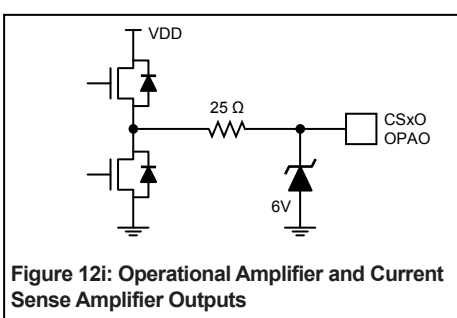 VDD
25 Ω
CSxO
OPAO
6V
Figure 12i: Operational Amplifier and Current
Sense Amplifier Outputs